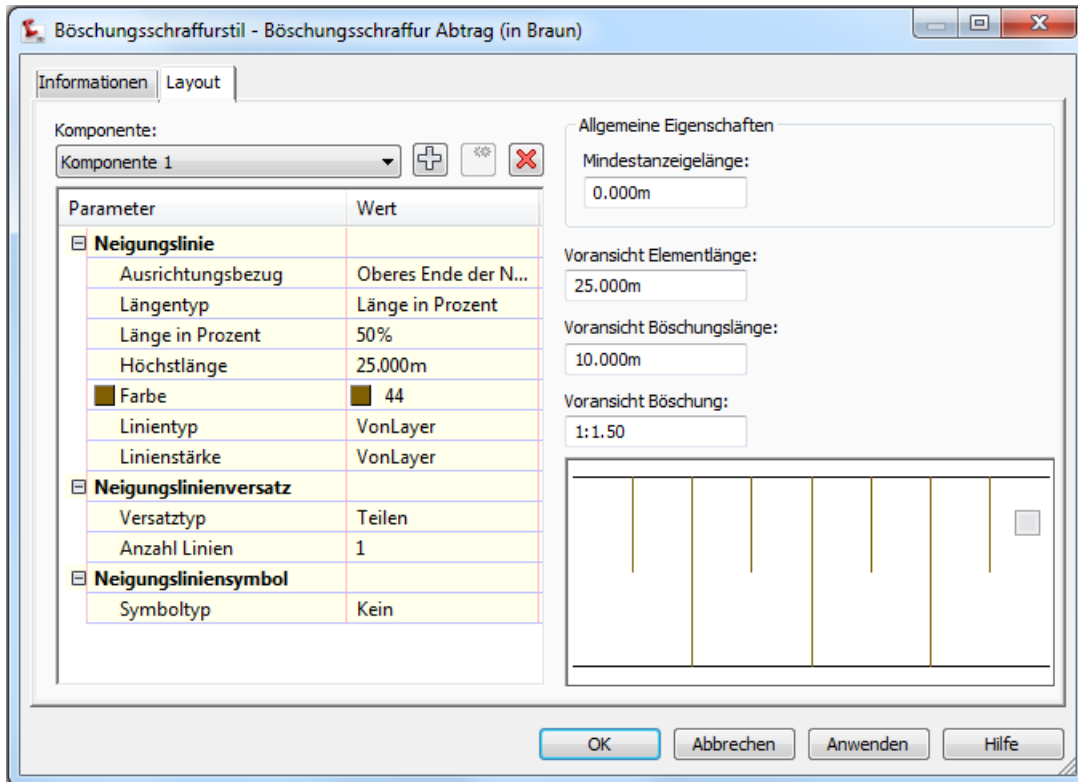 Böschungsschraffurstil - Böschungsschraffur Abtrag (in Braun)
Informationen Layout
Komponente:
Komponente 1
Parameter Wert
Neigungslinie
Ausrichtungsbezug Oberes Ende der N...
Längentyp Länge in Prozent
Länge in Prozent 50%
Höchstlänge 25.000m
Farbe 44
Linientyp VonLayer
Linienstärke VonLayer
Neigungslinienversatz
Versatztyp Teilen
Anzahl Linien 1
Neigungsliniensymbol
Symboltyp Kein
Allgemeine Eigenschaften
Mindestanzeigelänge:
0.000m
Voransicht Elementlänge:
25.000m
Voransicht Böschungslänge:
10.000m
Voransicht Böschung:
1:1.50
OK Abbrechen Anwenden Hilfe